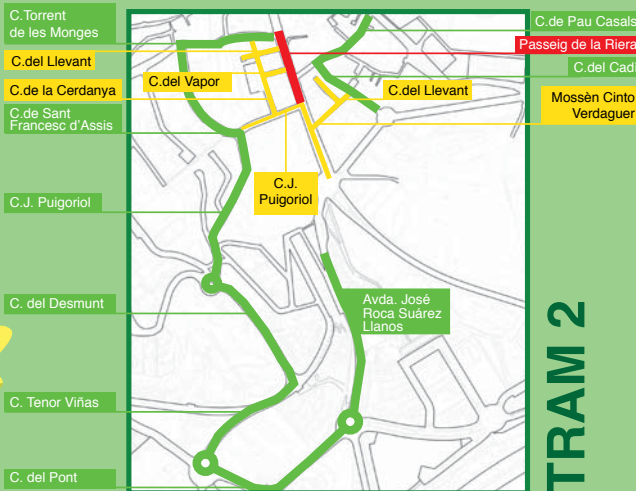 C.Torrent
de les Monges
C.del Llevant
C.de la Cerdanya
C.de Sant
Francesc d'Assis
C.J. Puigoriol
C. del Desmunt
C. Tenor Viñas
C. del Pont
C.del Vapor
C.J.
Puigoriol
C.del Llevant
Avda. José
Roca Suárez
Llanos
C.de Pau Casals
Passeig de la Riera
C.del Cadí
Mossèn Cinto
Verdaguer
TRAM 2